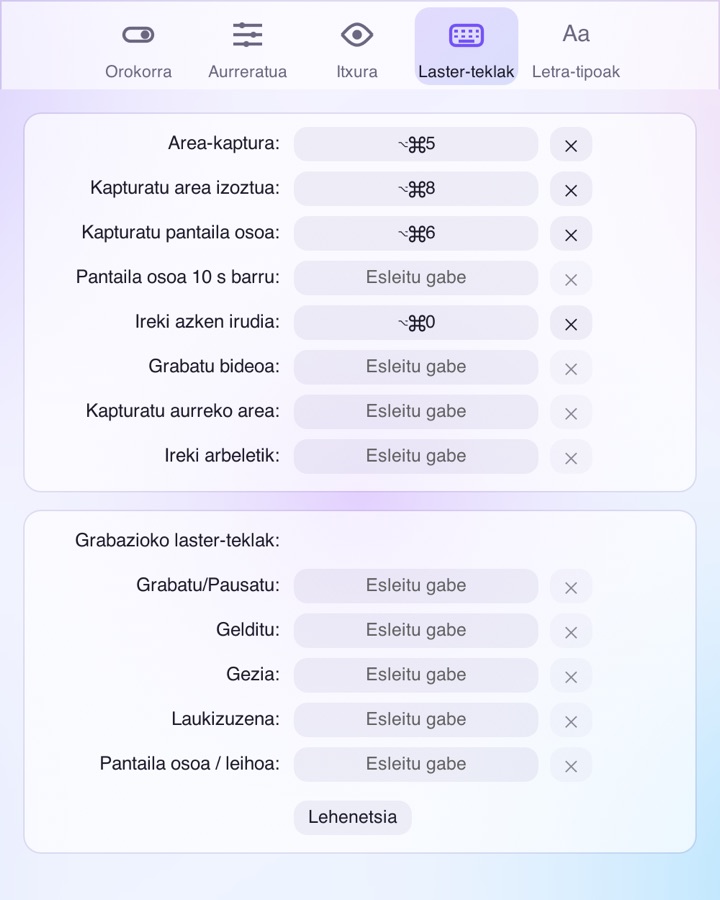 Orokorra
Aurreratua
Itxura
Laster-teklak
Aa
Letra-tipoak
Area-kaptura: ⌥⌘5
Kapturatu area izoztua: ⌥⌘8
Kapturatu pantaila osoa: ⌥⌘6
Pantaila osoa 10 s barru: Esleitu gabe
Ireki azken irudia: ⌥⌘0
Grabatu bideoa: Esleitu gabe
Kapturatu aurreko area: Esleitu gabe
Ireki arbeletik: Esleitu gabe
Grabazioko laster-teklak:
Grabatu/Pausatu: Esleitu gabe
Gelditu: Esleitu gabe
Gezia: Esleitu gabe
Laukizuzena: Esleitu gabe
Pantaila osoa / leihoa: Esleitu gabe
Lehenetsia